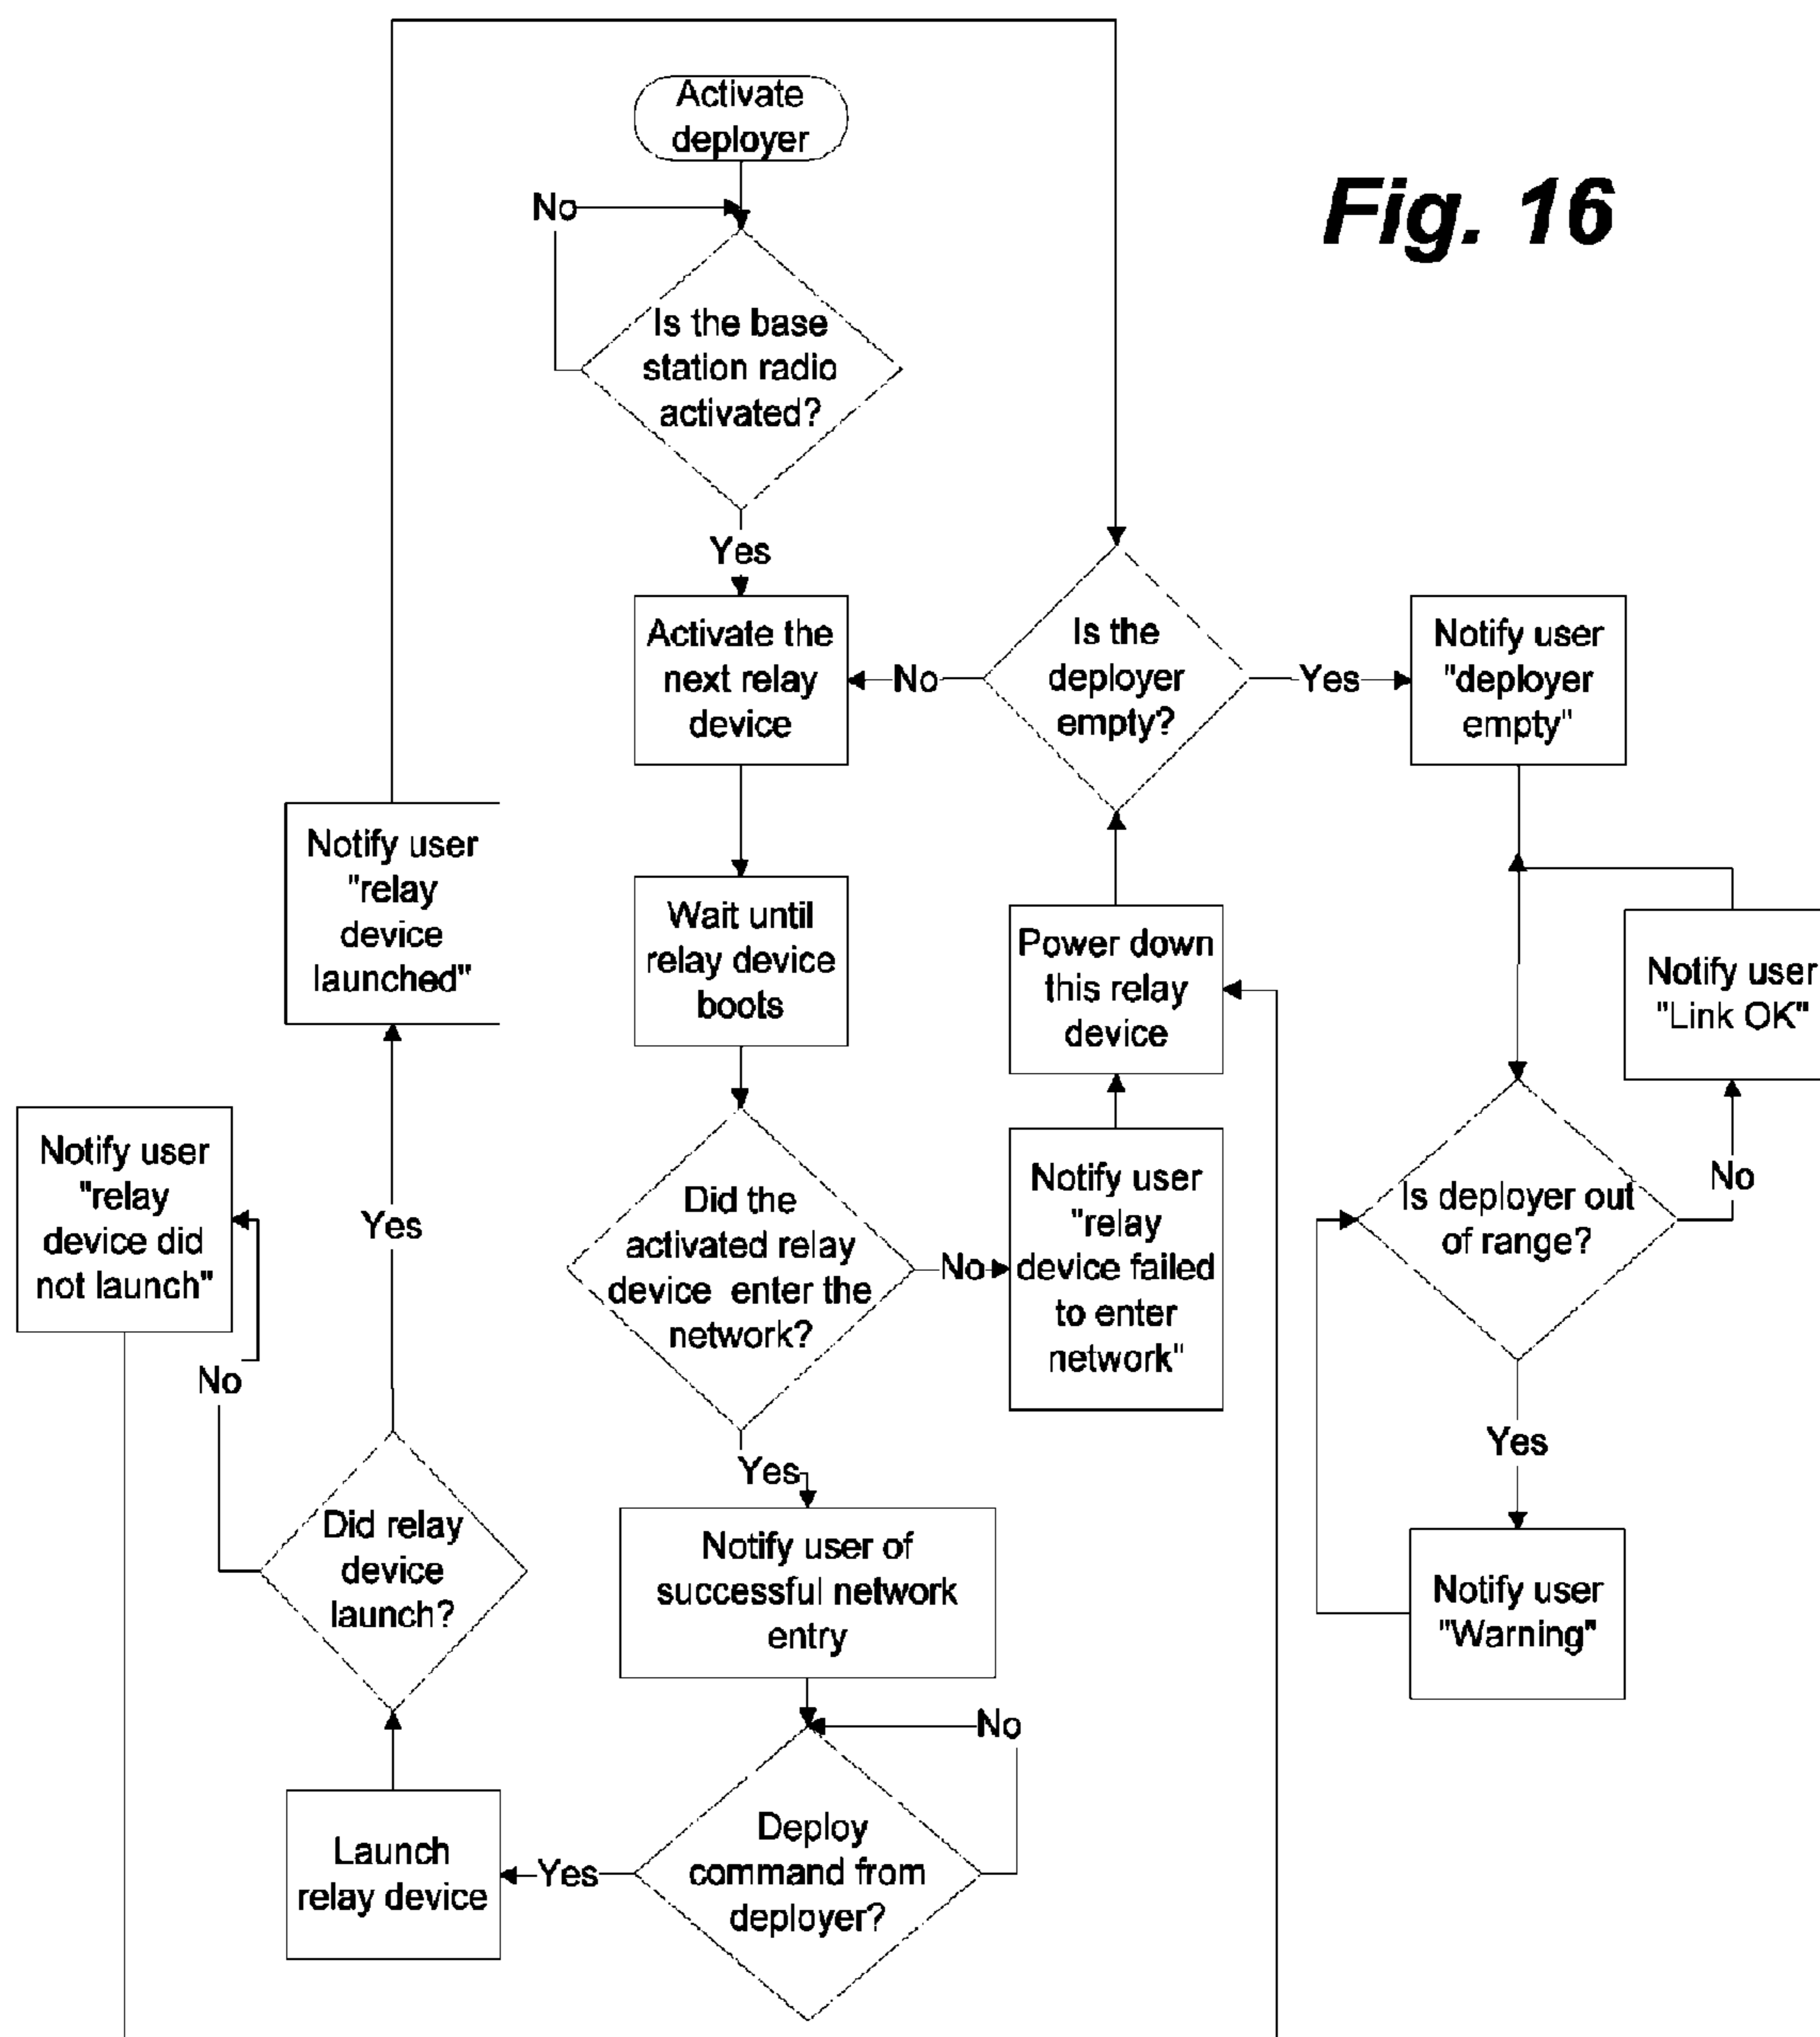 Activate
deployer
Fig. 16
No
Is the base
station radio
activated?
Yes
Activate the
next relay
device
No
Is the
deployer
empty?
Yes
Notify user
"deployer
empty"
Notify user
"relay
device
launched"
Wait until
relay device
boots
Power down
this relay
device
Notify user
"Link OK"
Notify user
"relay
device did
not launch"
Yes
Did the
activated relay
device  enter the
network?
No
Notify user
"relay
device failed
to enter
network"
Is deployer out
of range?
No
No
Yes
Yes
Did relay
device
launch?
Notify user of
successful network
entry
Notify user
"Warning"
No
Launch
relay device
Yes
Deploy
command from
deployer?